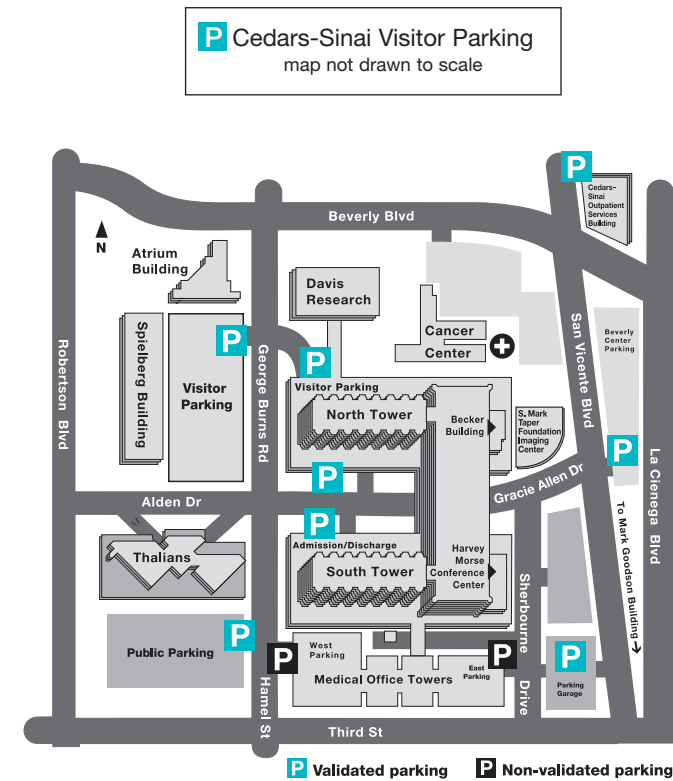 P Cedars-Sinai Visitor Parking
map not drawn to scale
P
Cedars-
Sinai
Outpatient
Services
Building
Beverly Blvd
N
Atrium
Building
Davis
Research
Robertson Blvd
Spielberg Building
P
Visitor
Parking
George Burns Rd
P
Visitor Parking
North Tower
Cancer
Center
Becker
Building
S. Mark
Taper
Foundation
Imaging
Center
San Vicente Blvd
Beverly
Center
Parking
P
La Cienega Blvd
P
Alden Dr
Gracie Allen Dr
To Mark Goodson Building
P
Admission/Discharge
Thalians
South Tower
Harvey
Morse
Conference
Center
Sherbourne Drive
Public Parking
P
P
West
Parking
Medical Office Towers
East
Parking
P
P
Parking
Garage
Hamel St
Third St
P Validated parking
P Non-validated parking